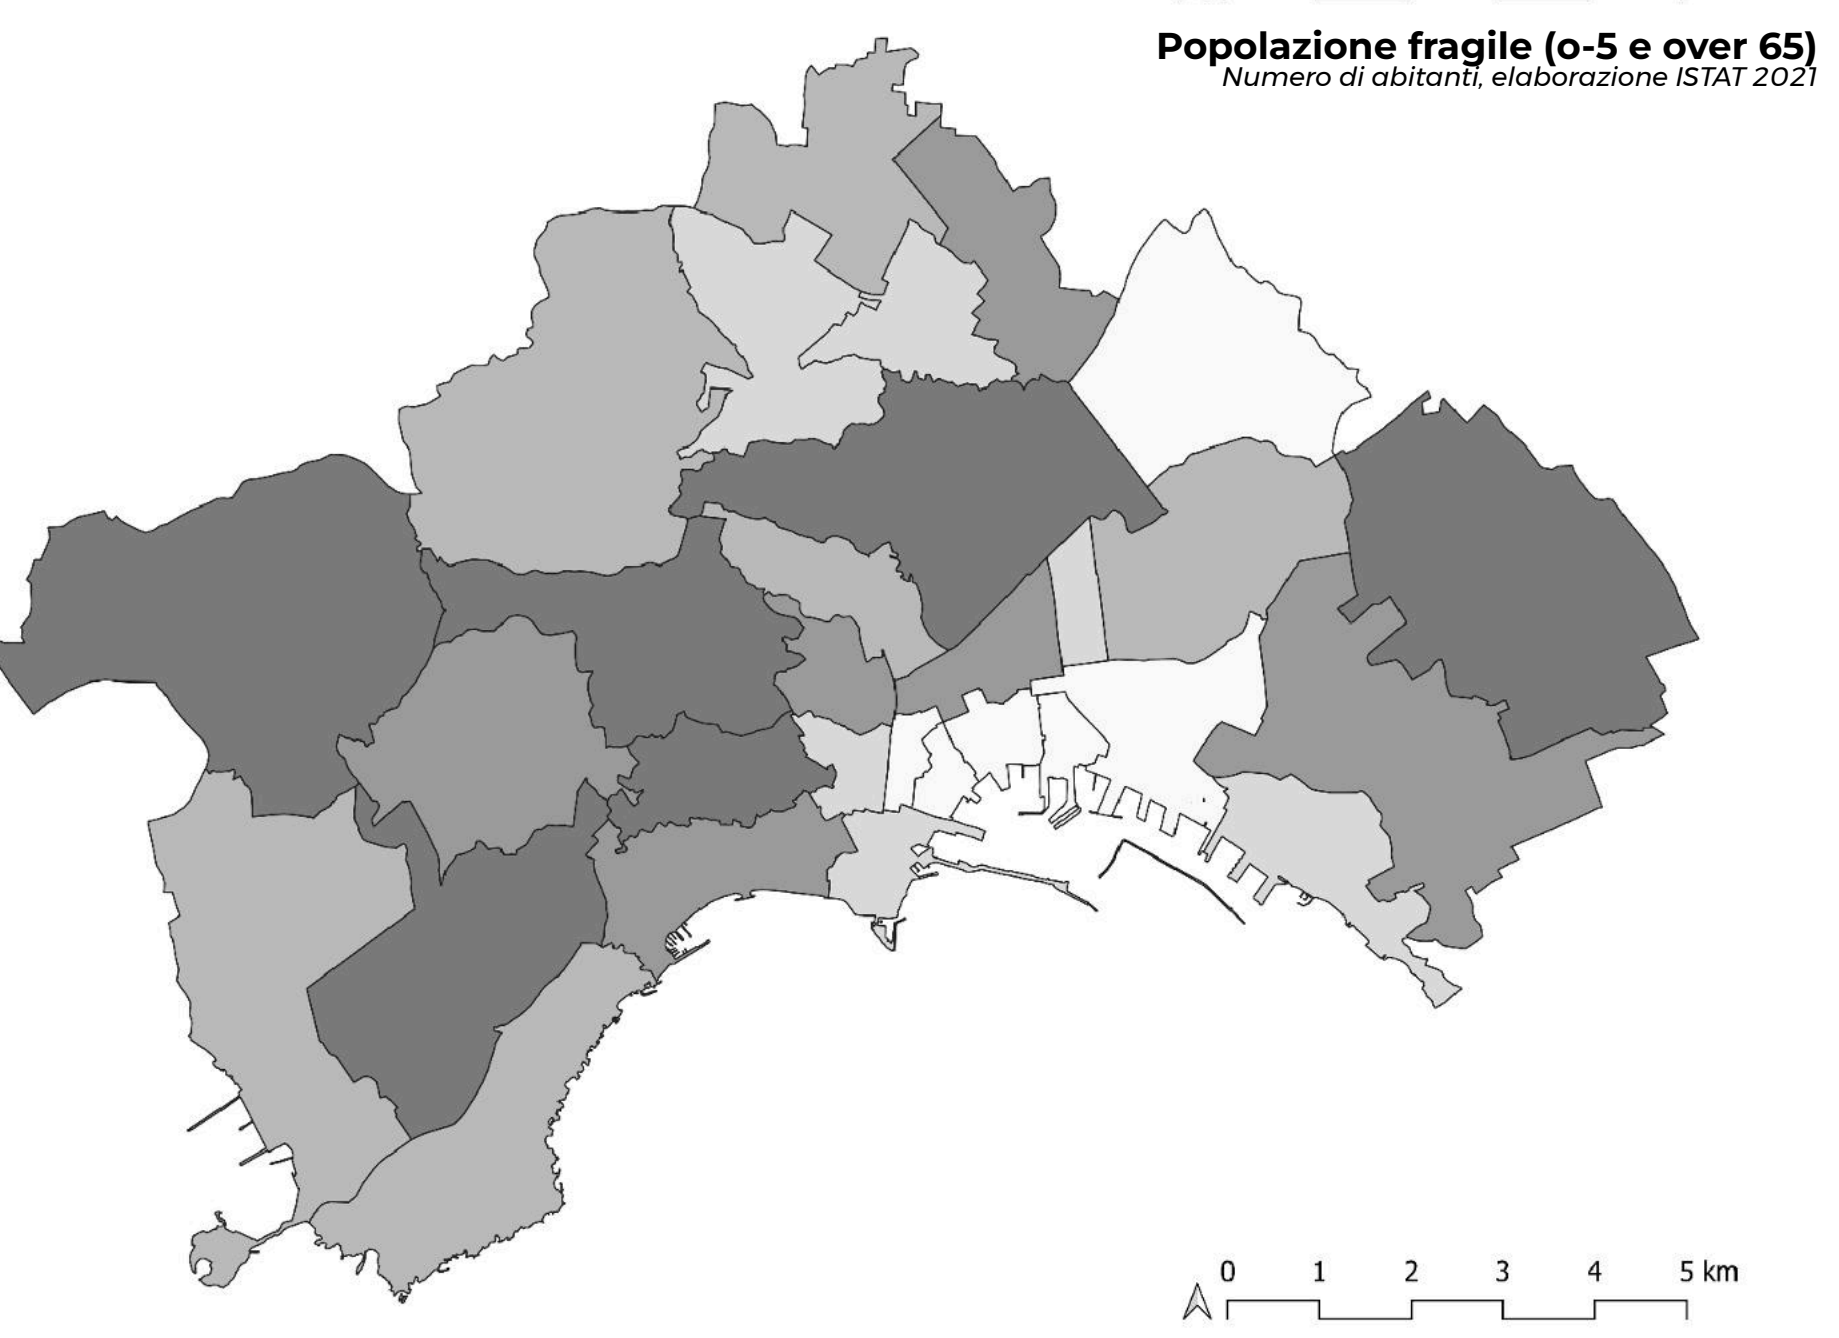 Popolazione fragile (o-5 e over 65)
Numero di abitanti, elaborazione ISTAT 2021
0 1 2 3 4 5 km